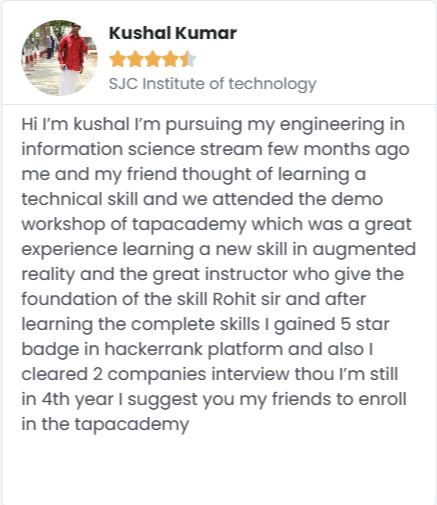 Kushal Kumar
SJC Institute of technology
Hi I'm kushal I'm pursuing my engineering in
information science stream few months ago
me and my friend thought of learning a
technical skill and we attended the demo
workshop of tapacademy which was a great
experience learning a new skill in augmented
reality and the great instructor who give the
foundation of the skill Rohit sir and after
learning the complete skills I gained 5 star
badge in hackerrank platform and also I
cleared 2 companies interview thou I'm still
in 4th year I suggest you my friends to enroll
in the tapacademy